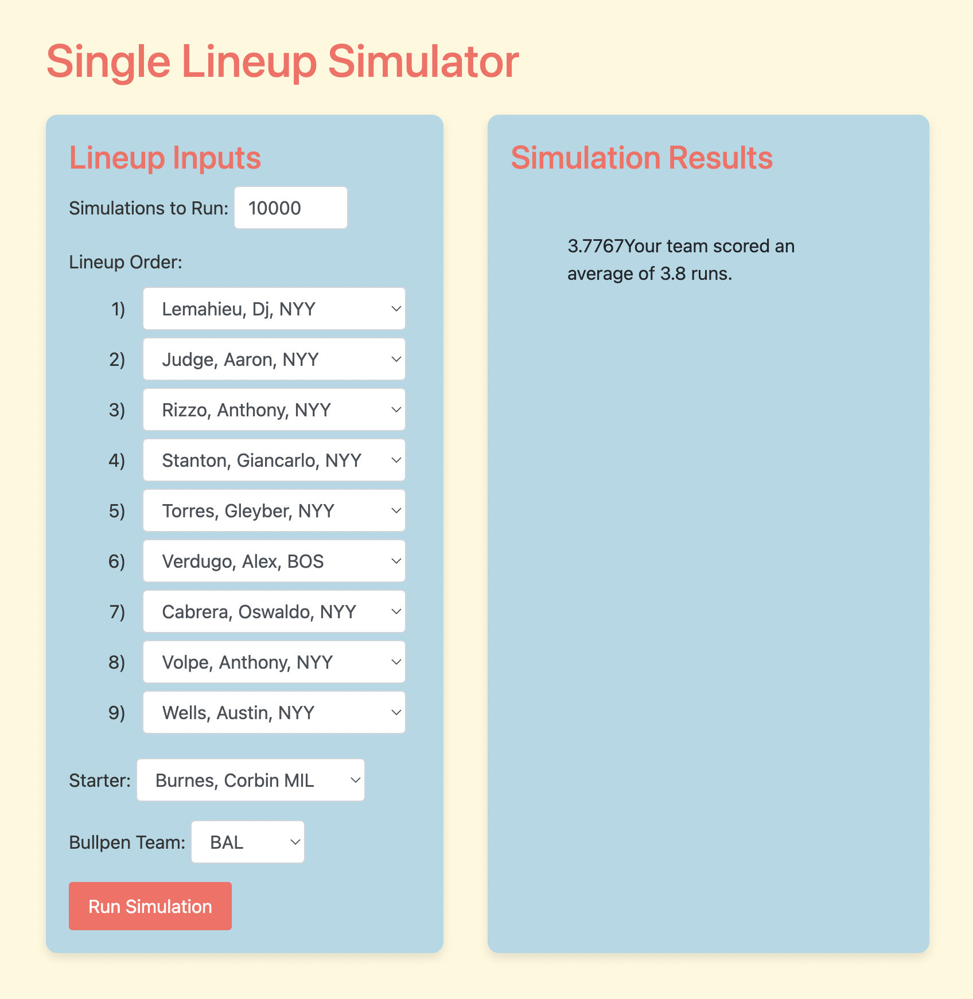 Single Lineup Simulator
Lineup Inputs
Simulations to Run: 10000
Lineup Order:
1) Lemahieu, Dj, NYY
2) Judge, Aaron, NYY
3) Rizzo, Anthony, NYY
4) Stanton, Giancarlo, NYY
5) Torres, Gleyber, NYY
6) Verdugo, Alex, BOS
7) Cabrera, Oswaldo, NYY
8) Volpe, Anthony, NYY
9) Wells, Austin, NYY
Starter: Burnes, Corbin MIL
Bullpen Team: BAL
Run Simulation
Simulation Results
3.7767Your team scored an
average of 3.8 runs.